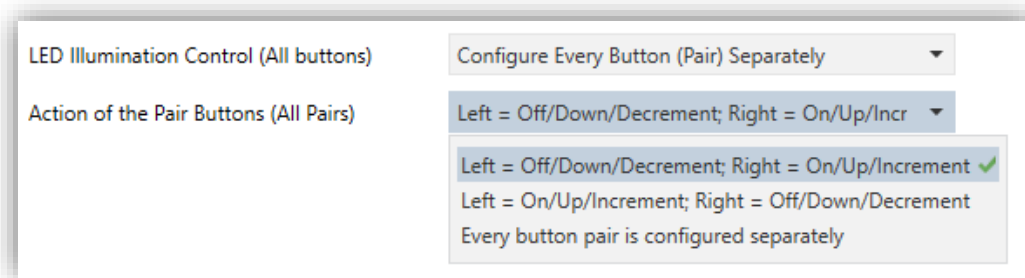 LED Illumination Control (All buttons)
Configure Every Button (Pair) Separately
Action of the Pair Buttons (All Pairs)
Left = Off/Down/Decrement; Right = On/Up/Incr
Left = Off/Down/Decrement; Right = On/Up/Increment
Left = On/Up/Increment; Right = Off/Down/Decrement
Every button pair is configured separately